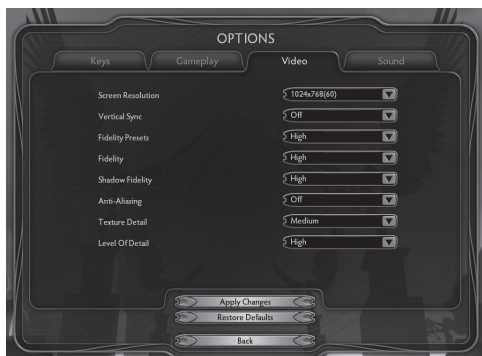 OPTIONS
Keys Gameplay Video Sound
Screen Resolution 1024x768(60)
Vertical Sync Off
Fidelity Presets High
Fidelity High
Shadow Fidelity High
Anti-Aliasing Off
Texture Detail Medium
Level Of Detail High
Apply Changes
Restore Defaults
Back